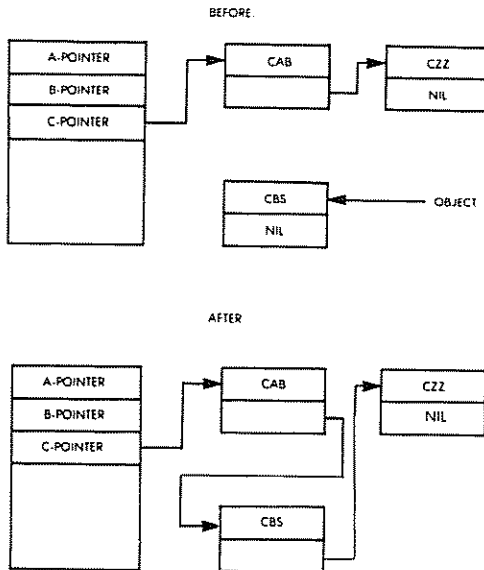 BEFORE.
A-POINTER
B-POINTER
C-POINTER
CAB
CZZ
NIL
CBS
NIL
OBJECT
AFTER
A-POINTER
B-POINTER
C-POINTER
CAB
CZZ
NIL
CBS